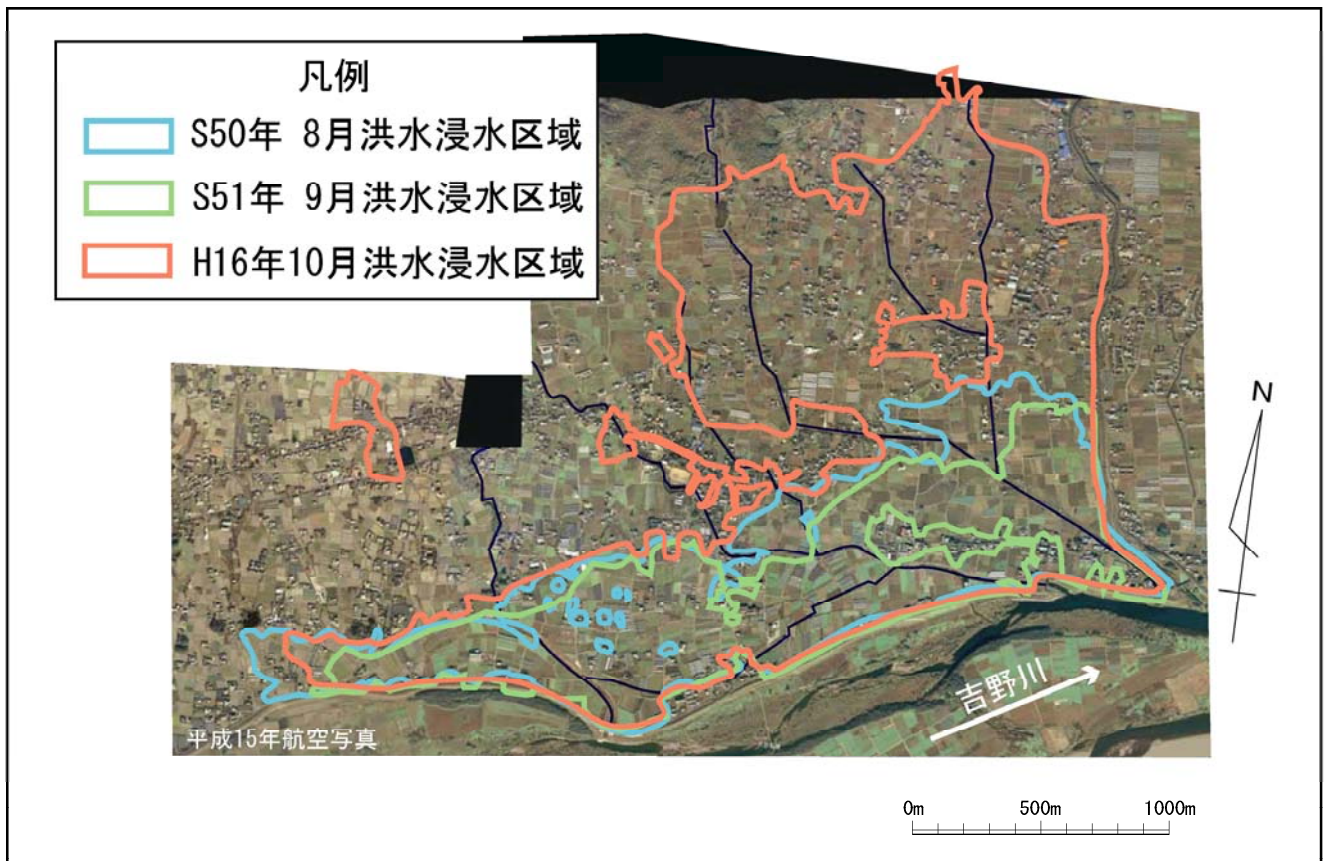 凡例
S50年 8月洪水浸水区域
S51年 9月洪水浸水区域
H16年10月洪水浸水区域
N
吉野川
平成15年航空写真
0m 500m 1000m